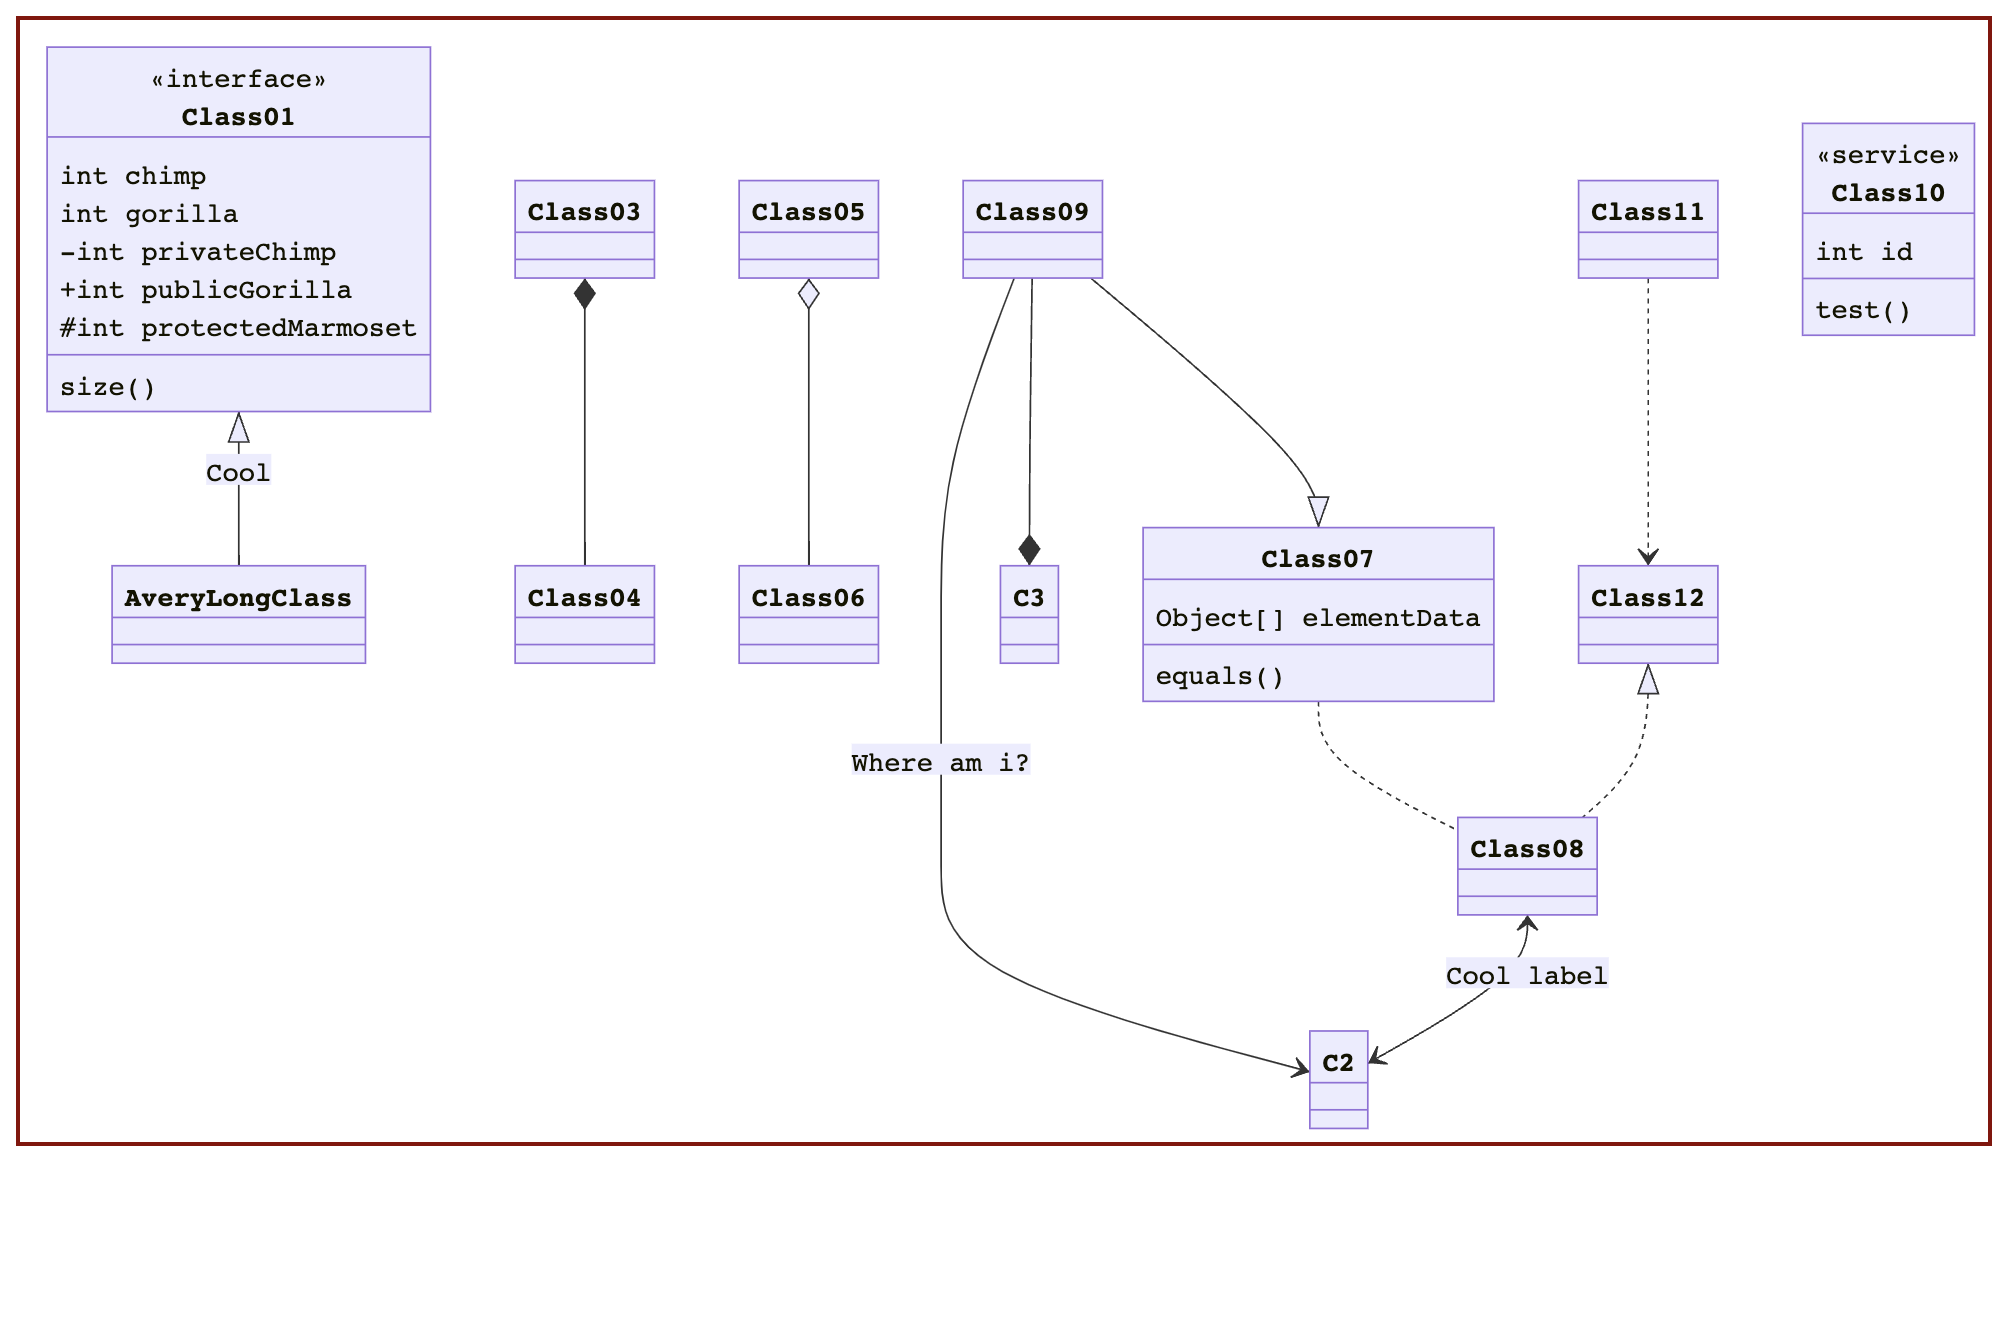 «interface»
Class01
int chimp
int gorilla
-int privateChimp
+int publicGorilla
#int protectedMarmoset
size()
Cool
AveryLongClass
Class03
Class04
Class05
Class06
Class09
C3
Where am i?
Class07
Object[] elementData
equals()
Class11
Class12
Class08
Cool label
C2
«service»
Class10
int id
test()